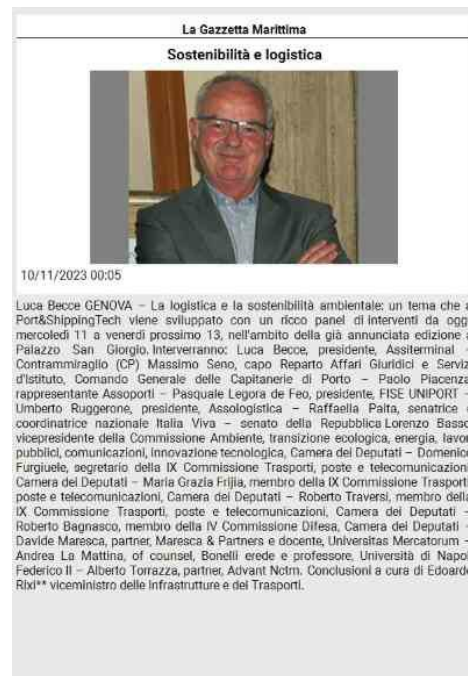 La Gazzetta Marittima
Sostenibilità e logistica
10/11/2023 00:05
Luca Becce GENOVA – La logistica e la sostenibilità ambientale: un tema che a
Port&ShippingTech viene sviluppato con un ricco panel di interventi da oggi
mercoledì 11 a venerdì prossimo 13, nell'ambito della già annunciata edizione a
Palazzo San Giorgio. Interverranno: Luca Becce, presidente, Assiterminal –
Contrammiraglio (CP) Massimo Seno, capo Reparto Affari Giuridici e Servizi
d'Istituto, Comando Generale delle Capitanerie di Porto – Paolo Piacenza
rappresentante Assoporti – Pasquale Legora de Feo, presidente, FISE UNIPORT –
Umberto Ruggerone, presidente, Assologistica – Raffaella Paita, senatrice e
coordinatrice nazionale Italia Viva – senato della Repubblica Lorenzo Basso
vicepresidente della Commissione Ambiente, transizione ecologica, energia, lavori
pubblici, comunicazioni, innovazione tecnologica, Camera dei Deputati – Domenico
Furgiuele, segretario della IX Commissione Trasporti, poste e telecomunicazioni,
Camera dei Deputati – Maria Grazia Frijia, membro della IX Commissione Trasporti
poste e telecomunicazioni, Camera dei Deputati – Roberto Traversi, membro della
IX Commissione Trasporti, poste e telecomunicazioni, Camera dei Deputati –
Roberto Bagnasco, membro della IV Commissione Difesa, Camera dei Deputati –
Davide Maresca, partner, Maresca & Partners e docente, Universitas Mercatorum –
Andrea La Mattina, of counsel, Bonelli erede e professore, Università di Napoli
Federico II – Alberto Torrazza, partner, Advant Nctm. Conclusioni a cura di Edoardo
Rixi** viceministro delle Infrastrutture e dei Trasporti.